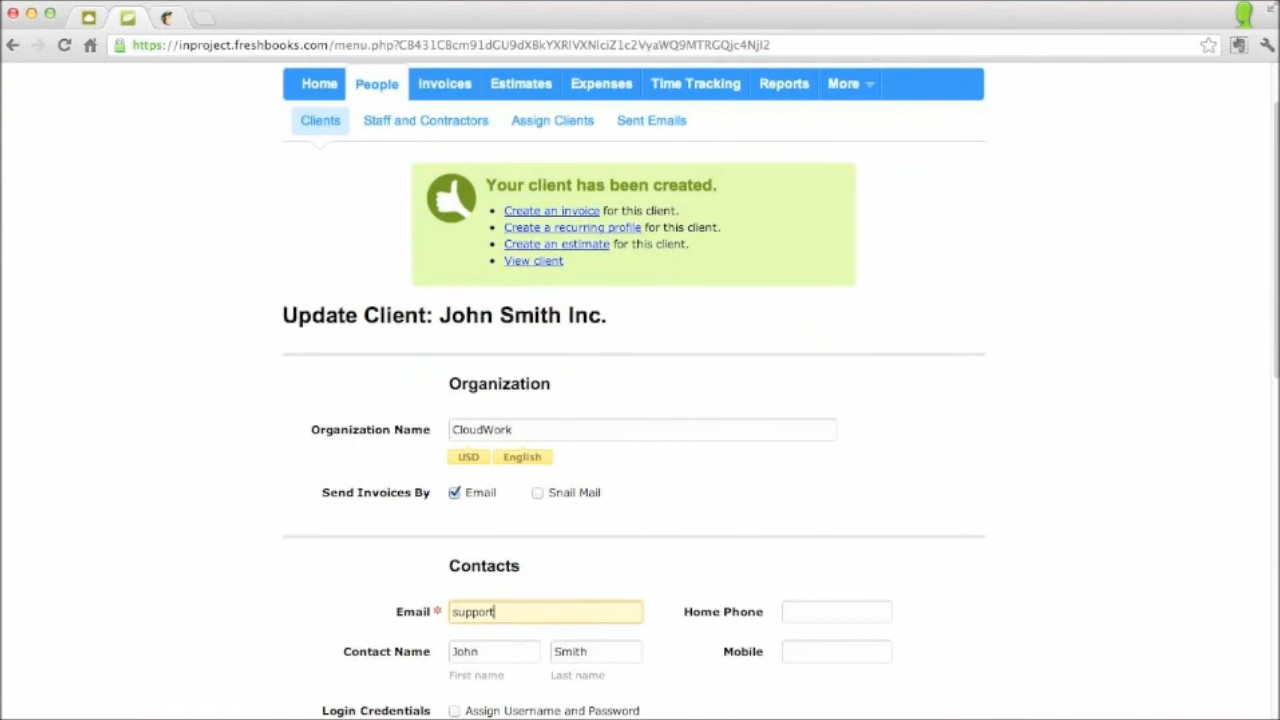 https://inproject.freshbooks.com/menu.php?CB431CBcm91dGU9dXBkYXRlVXNlciZ1c2VyaWQ9MTRGQjc4NjI2
Home People Invoices Estimates Expenses Time Tracking Reports More
Clients Staff and Contractors Assign Clients Sent Emails
Your client has been created.
• Create an invoice for this client.
• Create a recurring profile for this client.
• Create an estimate for this client.
• View client
Update Client: John Smith Inc.
Organization
Organization Name CloudWork
USD English
Send Invoices By Email Snail Mail
Contacts
Email * support Home Phone
Contact Name John Smith Mobile
First name Last name
Login Credentials Assign Username and Password